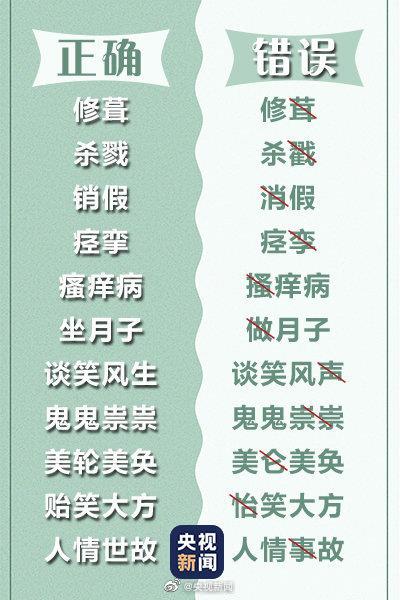 正确 错误
修葺 修茸
杀戮 杀戳
销假 消假
痉挛 痉孪
瘙痒病 搔痒病
坐月子 做月子
谈笑风生 谈笑风声
鬼鬼祟祟 鬼鬼崇崇
美轮美奂 美仑美奂
贻笑大方 怡笑大方
人情世故 人情事故
央视
新闻
@央视新闻